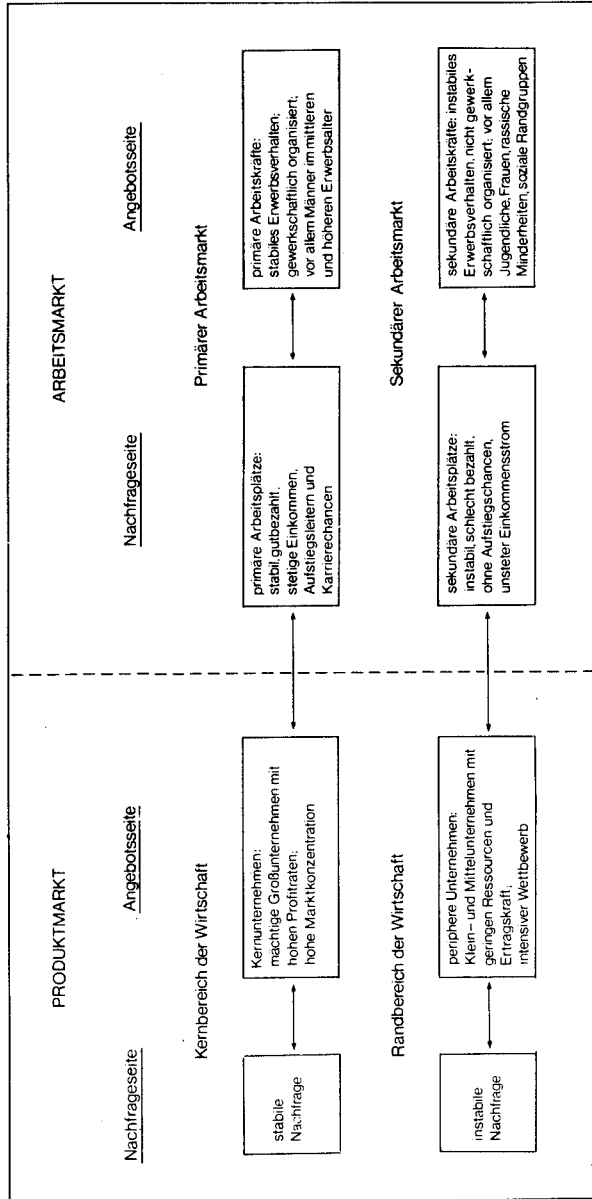 PRODUKTMARKT
ARBEITSMARKT
Nachfrageseite
Angebotsseite
Nachfrageseite
Angebotsseite
Kernbereich der Wirtschaft
Primärer Arbeitsmarkt
stabile
Nachfrage
Kernunternehmen:
mächtige Großunternehmen mit
hohen Profitraten;
hohe Marktkonzentration
primäre Arbeitsplätze:
stabil, gutbezahlt.
stetige Einkommen,
Aufstiegsleitern und
Karrierechancen
primäre Arbeitskräfte:
stabiles Erwerbsverhalten;
gewerkschaftlich organisiert;
vor allem Männer im mittleren
und höheren Erwerbsalter
Randbereich der Wirtschaft
Sekundärer Arbeitsmarkt
instabile
Nachfrage
periphere Unternehmen:
Klein- und Mittelunternehmen mit
geringen Ressourcen und
Ertragskraft;
intensiver Wettbewerb
sekundäre Arbeitsplätze:
instabil, schlecht bezahlt.
ohne Aufstiegschancen,
unsteter Einkommensstrom
sekundäre Arbeitskräfte: instabiles
Erwerbsverhalten, nicht gewerk-
schaftlich organisiert; vor allem
Jugendliche, Frauen, rassische
Minderheiten, soziale Randgruppen